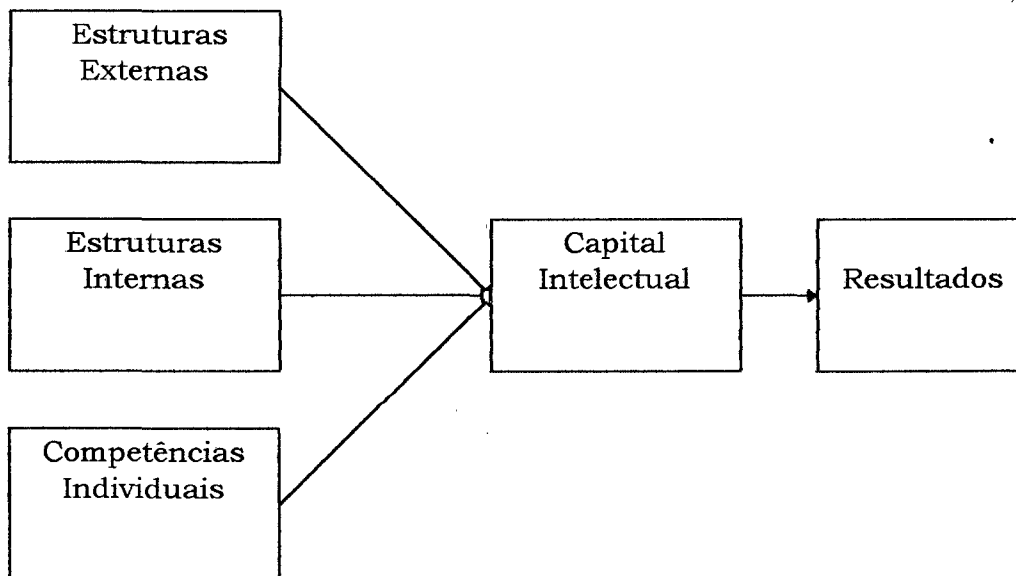 Estruturas
Externas
Estruturas
Internas
Capital
Intelectual
Resultados
Competências
Individuais